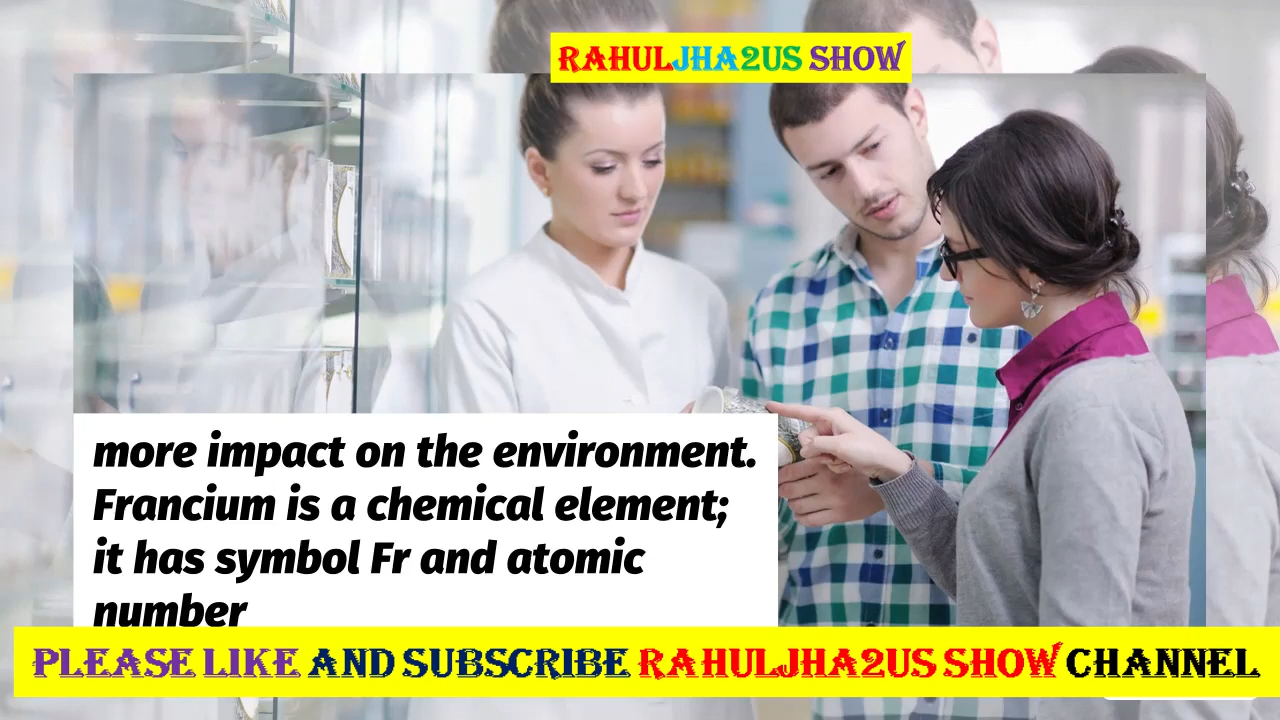 RAHULJHA2US SHOW
more impact on the environment.
Francium is a chemical element;
it has symbol Fr and atomic
number
PLEASE LIKE AND SUBSCRIBE RAHULJHA2US SHOW CHANNEL